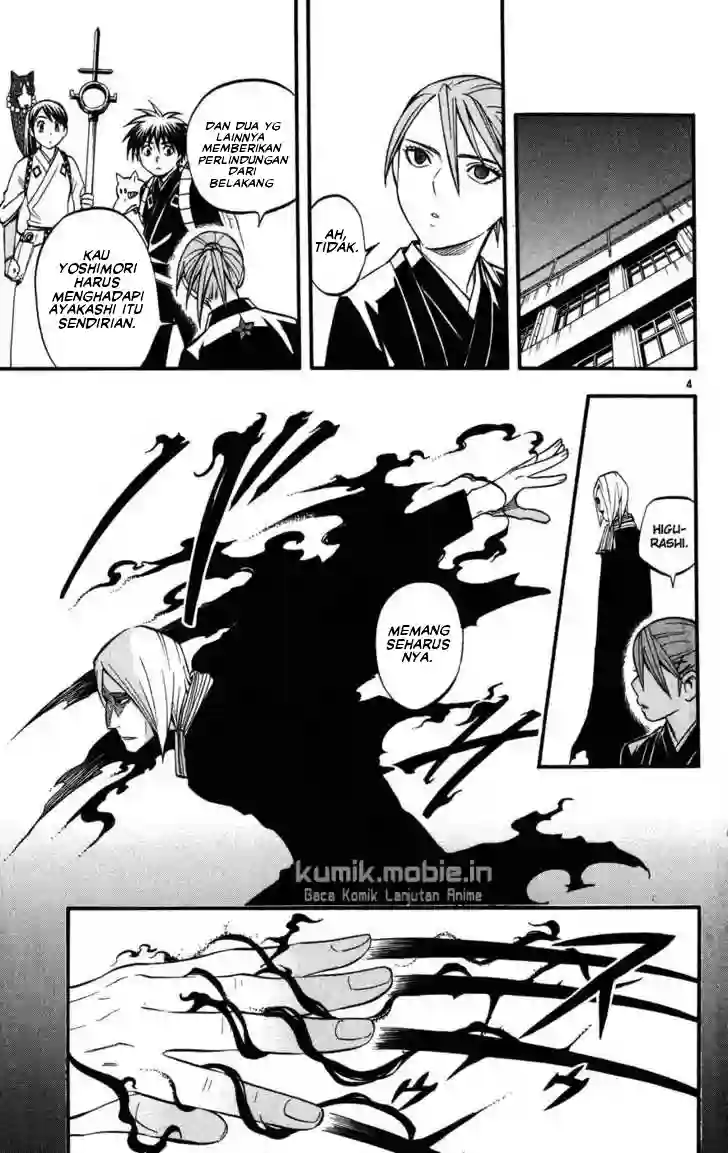 AH,
TIDAK.
DAN DUA YG
LAINNYA
MEMBERIKAN
PERLINDUNGAN
DARI
BELAKANG
KAU
YOSHIMORI
HARUS
MENGHADAPI
AYAKASHI ITU
SENDIRIAN.
4
HIGU-
RASHI.
MEMANG
SEHARUS
NYA.
kumik.mobie.in
Baca Komik Lanjutan Anime